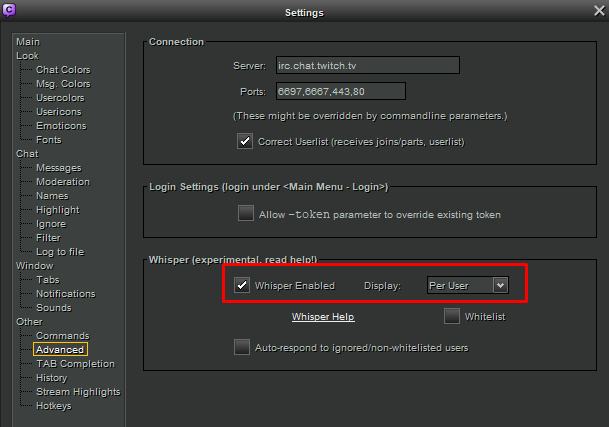 Settings
Main
Look
Chat Colors
Msg. Colors
Usercolors
Usericons
Emoticons
Fonts
Chat
Messages
Moderation
Names
Highlight
Ignore
Filter
Log to file
Window
Tabs
Notifications
Sounds
Other
Commands
Advanced
TAB Completion
History
Stream Highlights
Hotkeys
Connection
Server: irc.chat.twitch.tv
Ports: 6697,6667,443,80
(These might be overridden by commandline parameters.)
Correct Userlist (receives joins/parts, userlist)
Login Settings (login under <Main Menu - Login>)
Allow -token parameter to override existing token
Whisper (experimental, read help!)
Whisper Enabled Display: Per User
Whisper Help Whitelist
Auto-respond to ignored/non-whitelisted users